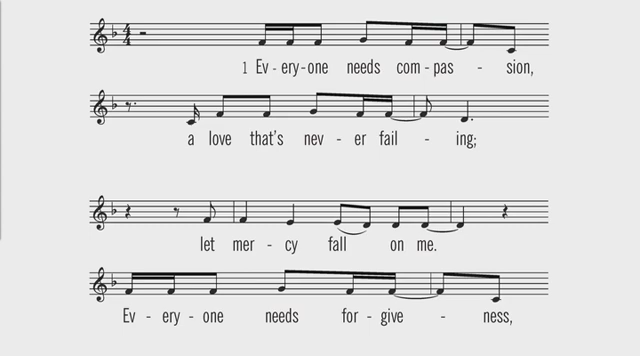 1 Ev - ery - one needs com - pas - sion,
a love that's nev - er fail - ing;
let mer - cy fall on me.
Ev - ery - one needs for - give - ness,